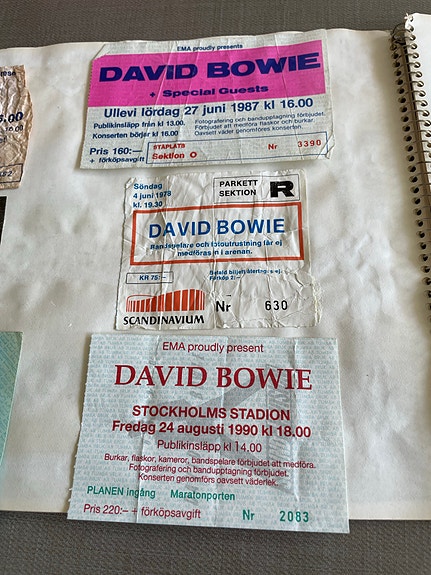 EMA proudly presents
DAVID BOWIE
+ Special Guests
Ullevi lördag 27 juni 1987 kl 16.00
Publikinsläpp från kl 13.00.
Konserten börjar kl 16.00
Fotografering och bandupptagning förbjudet.
Förbjudet att medföra flaskor och burkar.
Oavsett väder genomföres konserten.
Pris 160:—
+ förköpsavgift
STÅPLATS
Sektion O
Nr 3390
Söndag
4 juni 1978
kl. 19.30
PARKETT
SEKTION
R
DAVID BOWIE
Bandspelare och fotoutrustning får ej
medföras in i arenan.
KR 75:-
SCANDINAVIUM
Nr 630
EMA proudly present
DAVID BOWIE
STOCKHOLMS STADION
Fredag 24 augusti 1990 kl 18.00
Publikinsläpp kl 14.00
Burkar, flaskor, kameror, bandspelare förbjudet att medföra.
Fotografering och bandupptagning förbjudet.
Konserten genomförs oavsett väderlek.
PLANEN ingång Maratonporten
Pris 220:- + förköpsavgift
Nr 2083